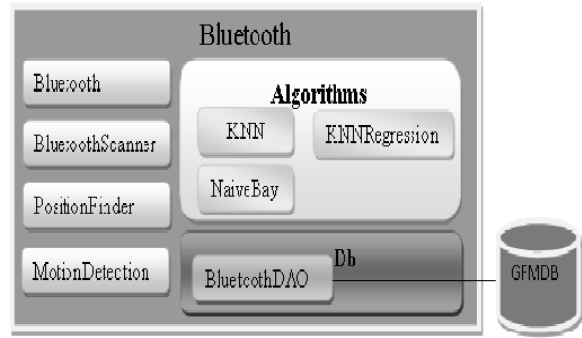 Bluetooth
Bluetooth
BluetoothScanner
PositionFinder
MotionDetection
Algorithms
KNN
KNNRegression
NaiveBay
Db
BluetoothDAO
GFMDB